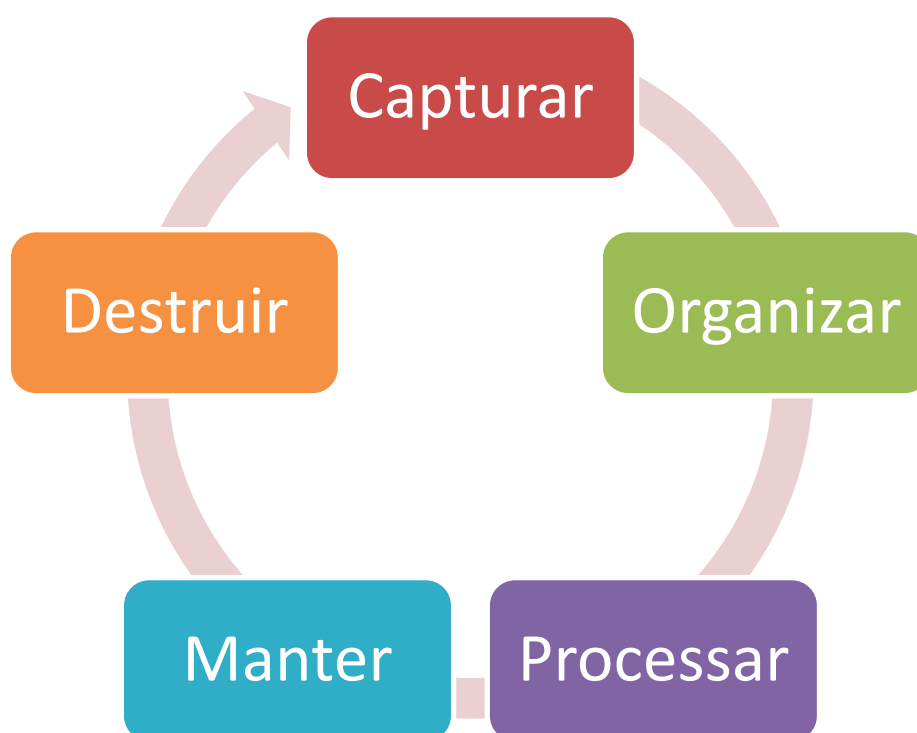 Capturar
Organizar
Processar
Manter
Destruir